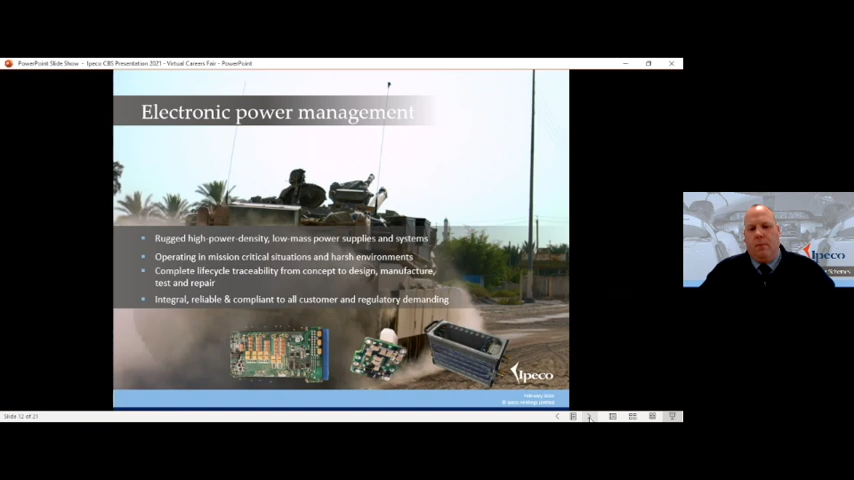 PowerPoint Slide Show - Ipeco CBS Presentation 2021 - Virtual Careers Fair - PowerPoint
Electronic power management
Rugged high-power-density, low-mass power supplies and systems
Operating in mission critical situations and harsh environments
Complete lifecycle traceability from concept to design, manufacture,
test and repair
Integral, reliable & compliant to all customer and regulatory demanding
Ipeco
© Ipeco Holdings Limited
Slide 12 of 21
Ipeco